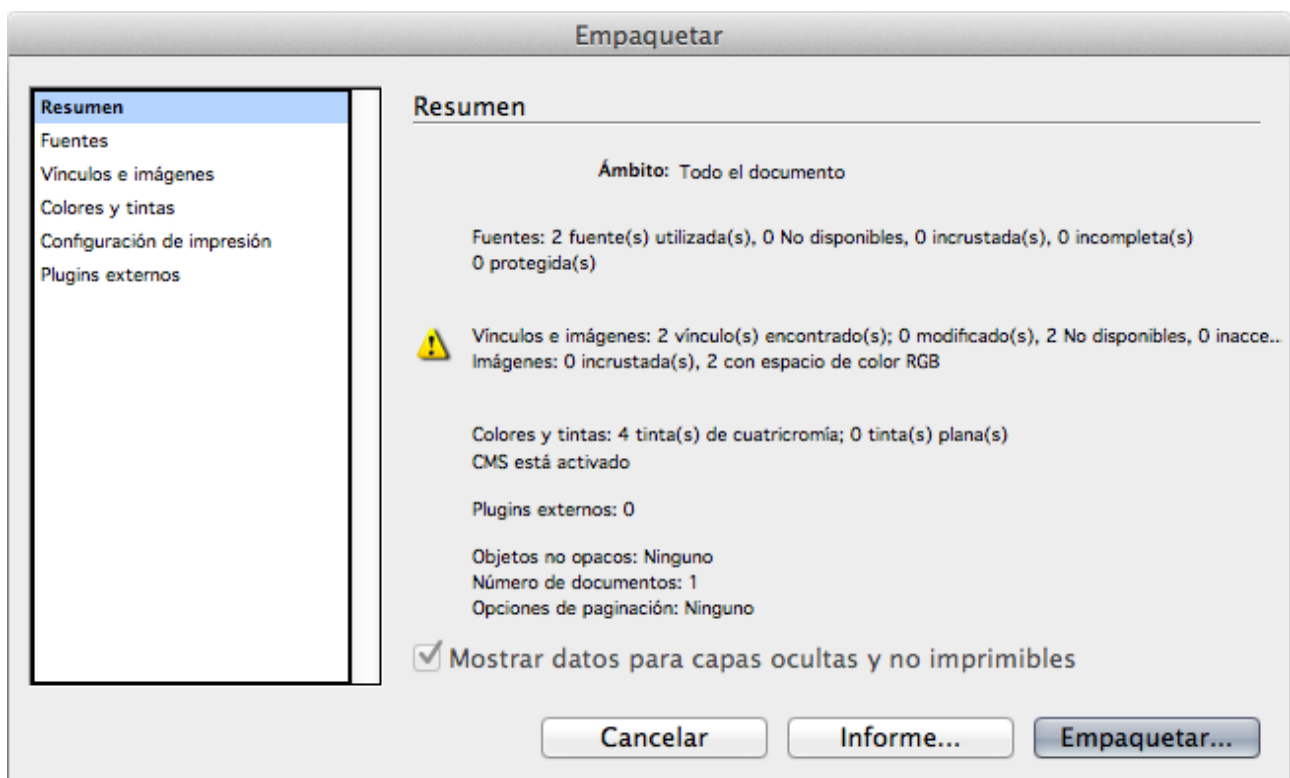 Empaquetar
Resumen
Fuentes
Vínculos e imágenes
Colores y tintas
Configuración de impresión
Plugins externos
Resumen
Ámbito: Todo el documento
Fuentes: 2 fuente(s) utilizada(s), 0 No disponibles, 0 incrustada(s), 0 incompleta(s)
0 protegida(s)
Vínculos e imágenes: 2 vínculo(s) encontrado(s); 0 modificado(s), 2 No disponibles, 0 inacce...
Imágenes: 0 incrustada(s), 2 con espacio de color RGB
Colores y tintas: 4 tinta(s) de cuatricromía; 0 tinta(s) plana(s)
CMS está activado
Plugins externos: 0
Objetos no opacos: Ninguno
Número de documentos: 1
Opciones de paginación: Ninguno
Mostrar datos para capas ocultas y no imprimibles
Cancelar Informe... Empaquetar...